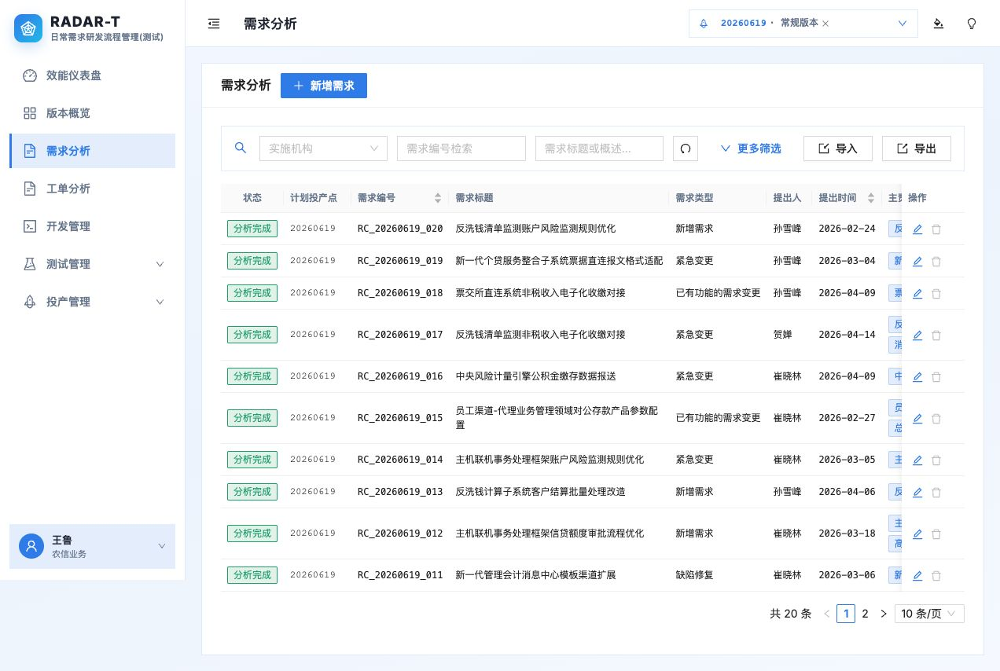 RADAR-T
日常需求研发流程管理(测试)
需求分析
20260619 · 常规版本
效能仪表盘
版本概览
需求分析
工单分析
开发管理
测试管理
投产管理
王鲁
农信业务
需求分析
新增需求
实施机构
需求编号检索
需求标题或概述...
更多筛选
导入
导出
状态 计划投产点 需求编号 需求标题 需求类型 提出人 提出时间 主 操作
分析完成 20260619 RC_20260619_020 反洗钱清单监测账户风险监测规则优化 新增需求 孙雪峰 2026-02-24 反
分析完成 20260619 RC_20260619_019 新一代个贷服务整合子系统票据直连报文格式适配 紧急变更 孙雪峰 2026-03-04 新
分析完成 20260619 RC_20260619_018 票交所直连系统非税收入电子化收缴对接 已有功能的需求变更 孙雪峰 2026-04-09 票
分析完成 20260619 RC_20260619_017 反洗钱清单监测非税收入电子化收缴对接 紧急变更 贺婵 2026-04-14 反
消
分析完成 20260619 RC_20260619_016 中央风险计量引擎公积金缴存数据报送 紧急变更 崔晓林 2026-04-09 中
分析完成 20260619 RC_20260619_015 员工渠道-代理业务管理领域对公存款产品参数配 已有功能的需求变更 崔晓林 2026-02-27 员
置 总
分析完成 20260619 RC_20260619_014 主机联机事务处理框架账户风险监测规则优化 紧急变更 崔晓林 2026-03-05 主
分析完成 20260619 RC_20260619_013 反洗钱计算子系统客户结算批量处理改造 新增需求 孙雪峰 2026-04-06 反
分析完成 20260619 RC_20260619_012 主机联机事务处理框架信贷额度审批流程优化 新增需求 崔晓林 2026-03-18 主
高
分析完成 20260619 RC_20260619_011 新一代管理会计消息中心模板渠道扩展 缺陷修复 崔晓林 2026-03-06 新
共 20 条 < 1 2 > 10 条/页